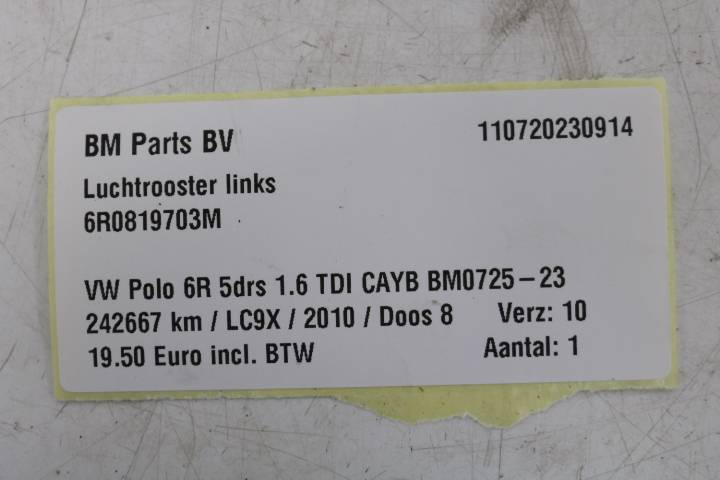 BM Parts BV 110720230914
Luchtrooster links
6R0819703M
VW Polo 6R 5drs 1.6 TDI CAYB BM0725-23
242667 km / LC9X / 2010 / Doos 8 Verz: 10
19.50 Euro incl. BTW Aantal: 1